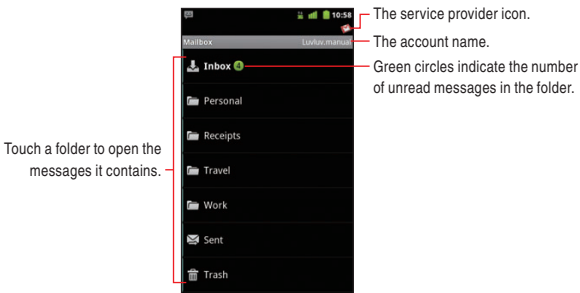 10:58
The service provider icon.
Mailbox Luvluv.manual
The account name.
Inbox 4
Green circles indicate the number
of unread messages in the folder.
Personal
Receipts
Touch a folder to open the
messages it contains.
Travel
Work
Sent
Trash